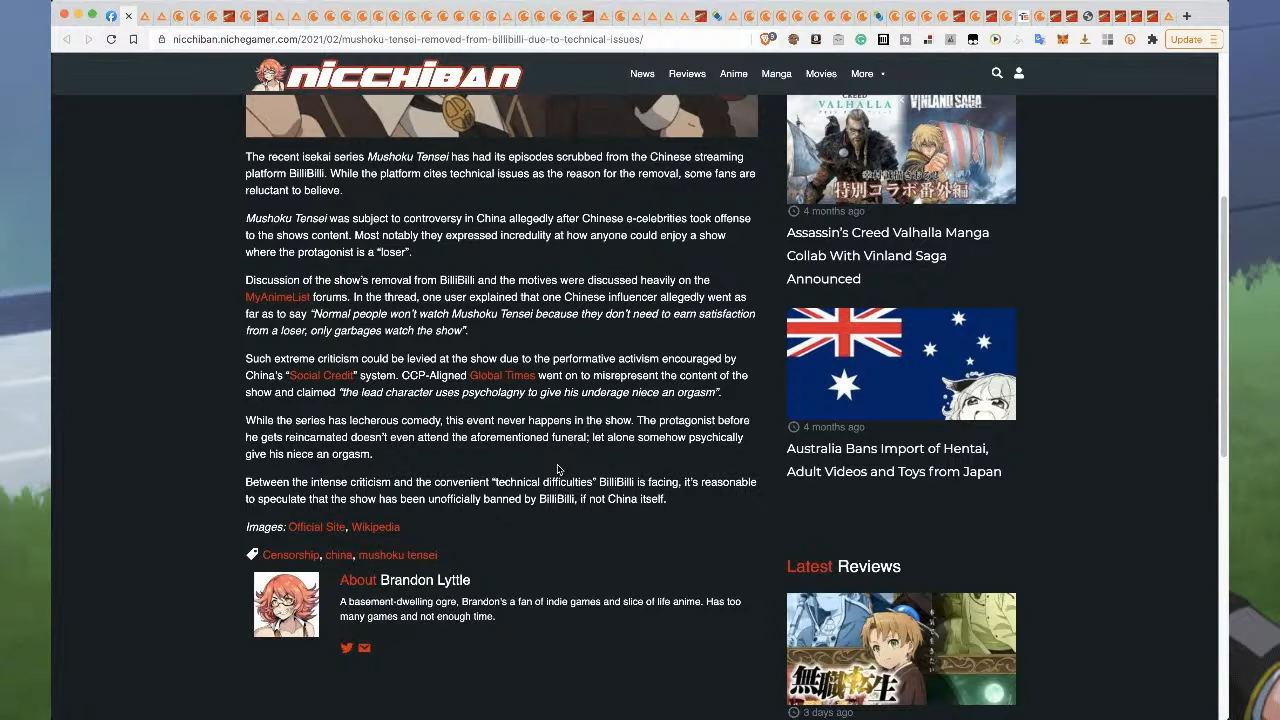 nicchiban.nichegamer.com/2021/02/mushoku-tensei-removed-from-billibilli-due-to-technical-issues/
Update
NICCHIBAN
News Reviews Anime Manga Movies More
The recent isekai series Mushoku Tensei has had its episodes scrubbed from the Chinese streaming
platform BilliBilli. While the platform cites technical issues as the reason for the removal, some fans are
reluctant to believe.
Mushoku Tensei was subject to controversy in China allegedly after Chinese e-celebrities took offense
to the shows content. Most notably they expressed incredulity at how anyone could enjoy a show
where the protagonist is a “loser”.
Discussion of the show’s removal from BilliBilli and the motives were discussed heavily on the
MyAnimeList forums. In the thread, one user explained that one Chinese influencer allegedly went as
far as to say “Normal people won’t watch Mushoku Tensei because they don’t need to earn satisfaction
from a loser, only garbages watch the show”.
Such extreme criticism could be levied at the show due to the performative activism encouraged by
China’s “Social Credit” system. CCP-Aligned Global Times went on to misrepresent the content of the
show and claimed “the lead character uses psycholagny to give his underage niece an orgasm”.
While the series has lecherous comedy, this event never happens in the show. The protagonist before
he gets reincarnated doesn’t even attend the aforementioned funeral; let alone somehow psychically
give his niece an orgasm.
Between the intense criticism and the convenient “technical difficulties” BilliBilli is facing, it’s reasonable
to speculate that the show has been unofficially banned by BilliBilli, if not China itself.
Images: Official Site, Wikipedia
Censorship, china, mushoku tensei
About Brandon Lyttle
A basement-dwelling ogre, Brandon's a fan of indie games and slice of life anime. Has too
many games and not enough time.
CREED
VALHALLA
VINLAND SAGA
特別コラボ番外編
4 months ago
Assassin’s Creed Valhalla Manga
Collab With Vinland Saga
Announced
4 months ago
Australia Bans Import of Hentai,
Adult Videos and Toys from Japan
Latest Reviews
無職転生
3 days ago